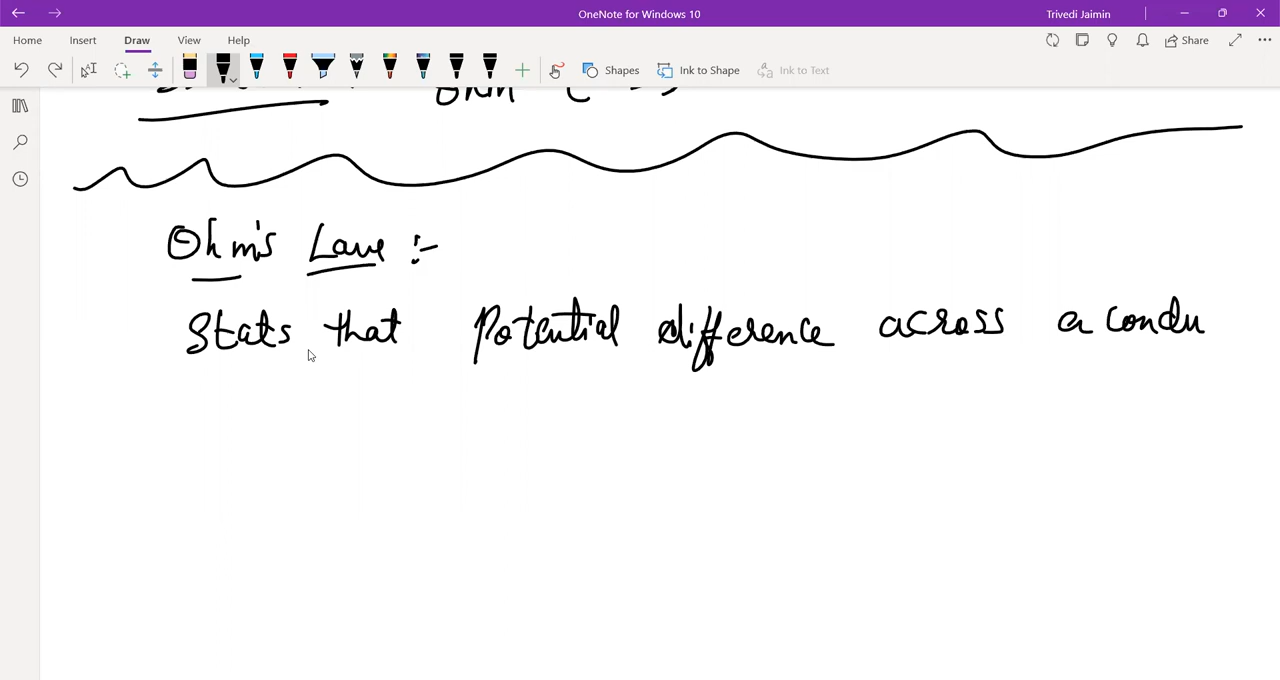 OneNote for Windows 10
Trivedi Jaimin
Home Insert Draw View Help
Share
Shapes Ink to Shape Ink to Text
Ohm's Lave :-
Stats that Potential difference across a condu